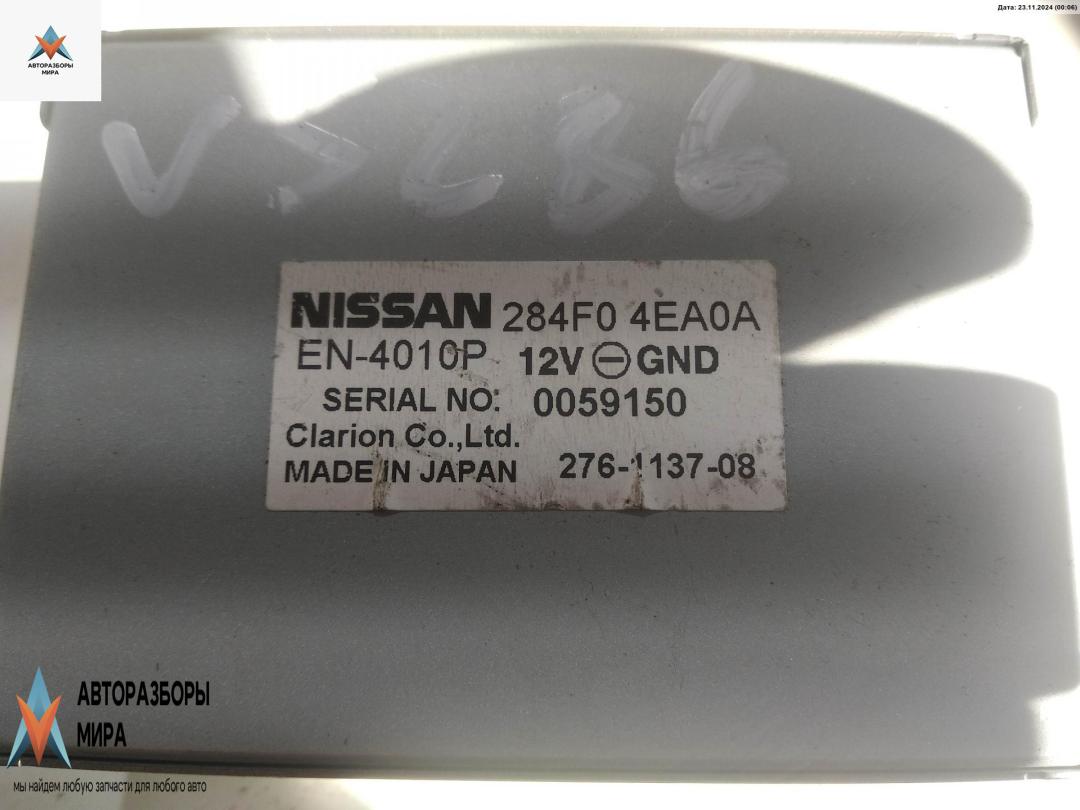 Дата: 23.11.2024 (00:06)
АВТОРАЗБОРЫ
МИРА
NISSAN 284F0 4EA0A
EN-4010P 12V ⊖ GND
SERIAL NO: 0059150
Clarion Co.,Ltd.
MADE IN JAPAN 276-1137-08
АВТОРАЗБОРЫ
МИРА
мы найдем любую запчасти для любого авто